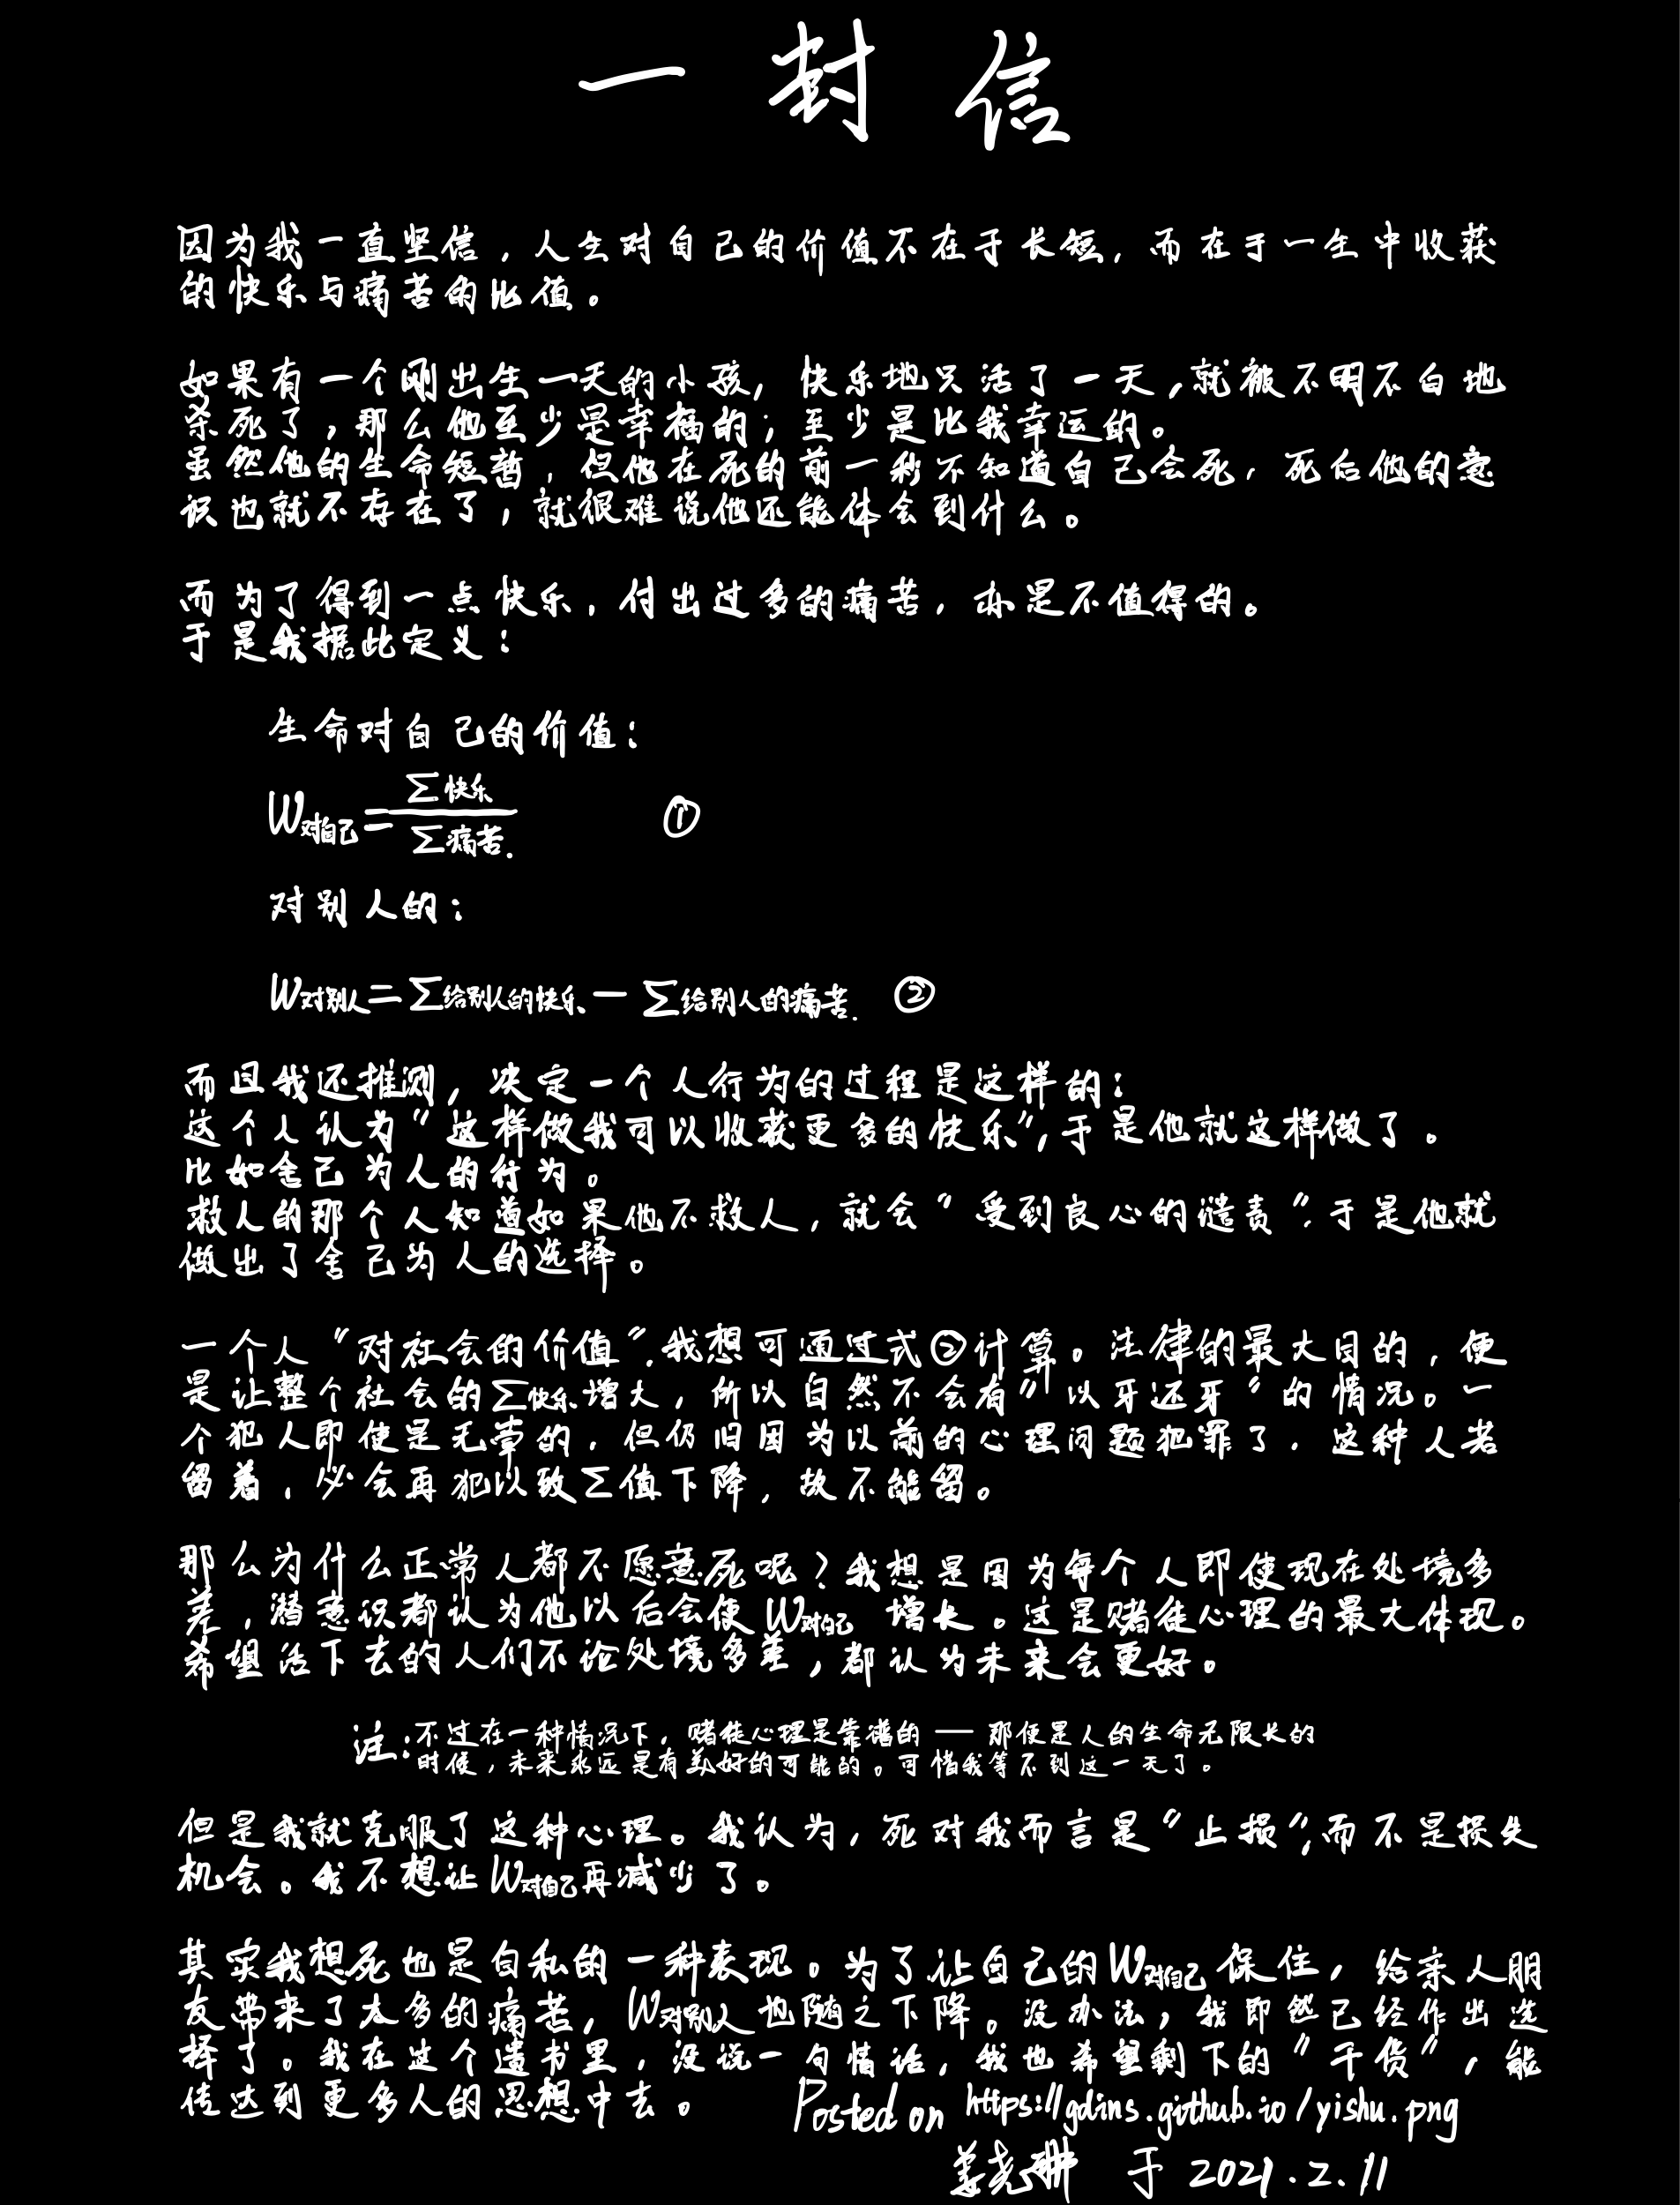 一封信
因为我一直坚信，人生对自己的价值不在于长短，而在于一生中收获
的快乐与痛苦的比值。
如果有一个刚出生一天的小孩，快乐地只活了一天，就被不明不白地
杀死了，那么他至少是幸福的；至少是比我幸运的。
虽然他的生命短暂，但他在死的前一秒不知道自己会死，死后他的意
识也就不存在了，就很难说他还能体会到什么。
而为了得到一点快乐，付出过多的痛苦，亦是不值得的。
于是我据此定义：
生命对自己的价值：
W对自己=∑快乐/∑痛苦. ①
对别人的：
W对别人=∑给别人的快乐-∑给别人的痛苦. ②
而且我还推测，决定一个人行为的过程是这样的：
这个人认为“这样做我可以收获更多的快乐”，于是他就这样做了。
比如舍己为人的行为。
救人的那个人知道如果他不救人，就会“受到良心的谴责”，于是他就
做出了舍己为人的选择。
一个人“对社会的价值”，我想可通过式②计算。法律的最大目的，便
是让整个社会的∑快乐增大，所以自然不会有“以牙还牙”的情况。一
个犯人即使是无辜的，但仍旧因为以前的心理问题犯罪了，这种人若
留着，必会再犯以致∑值下降，故不能留。
那么为什么正常人都不愿意死呢？我想是因为每个人即使现在处境多
差，潜意识都认为他以后会使W对自己 增长。这是赌徒心理的最大体现。
希望活下去的人们不论处境多差，都认为未来会更好。
注：不过在一种情况下，赌徒心理是靠谱的——那便是人的生命无限长的
时候，未来永远是有美好的可能的。可惜我等不到这一天了。
但是我就克服了这种心理。我认为，死对我而言是“止损”，而不是损失
机会。我不想让W对自己再减少了。
其实我想死也是自私的一种表现。为了让自己的W对自己保住，给亲人朋
友带来了太多的痛苦，W对别人也随之下降。没办法，我即然已经作出选
择了。我在这个遗书里，没说一句情话，我也希望剩下的“干货”，能
传达到更多人的思想中去。
Posted on https://gdins.github.io/yishu.png
于 2021.2.11